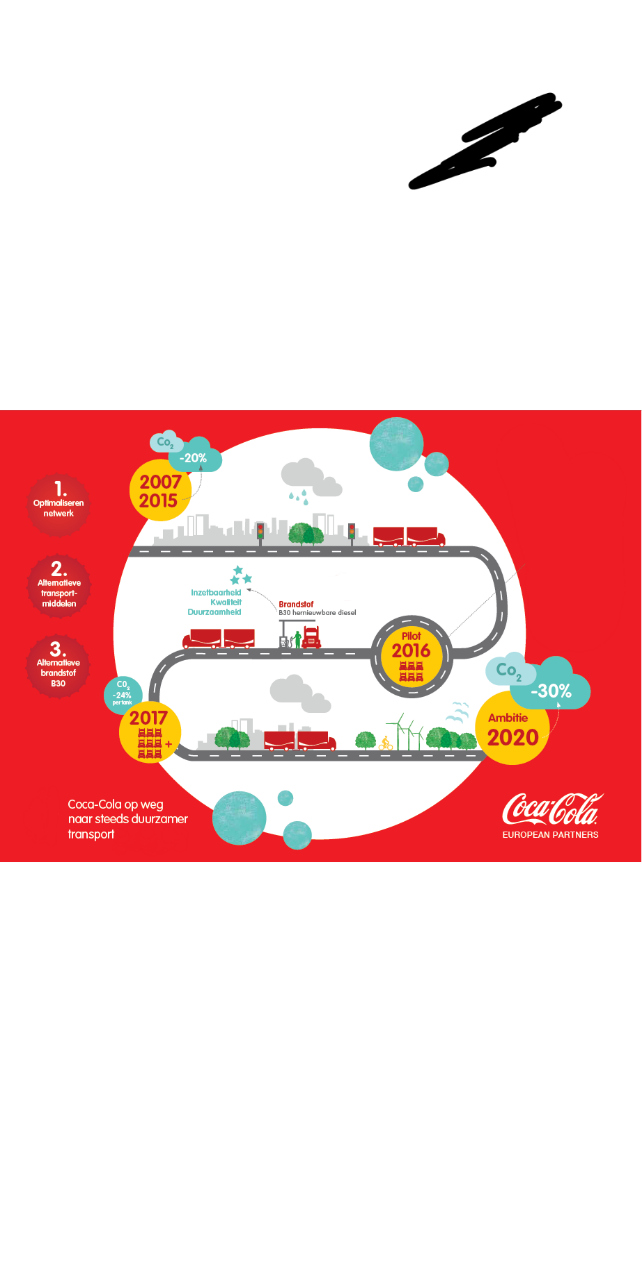 Co2
-20%
2007
2015
1.
Optimaliseren
netwerk
2.
Alternatieve
transport-
middelen
3.
Alternatieve
brandstof
B30
Inzetbaarheid
Kwaliteit
Duurzaamheid
Brandstof
B30 hernieuwbare diesel
Pilot
2016
CO2
-24%
per tank
2017
+
Co2
-30%
Ambitie
2020
Coca-Cola op weg
naar steeds duurzamer
transport
Coca-Cola
EUROPEAN PARTNERS